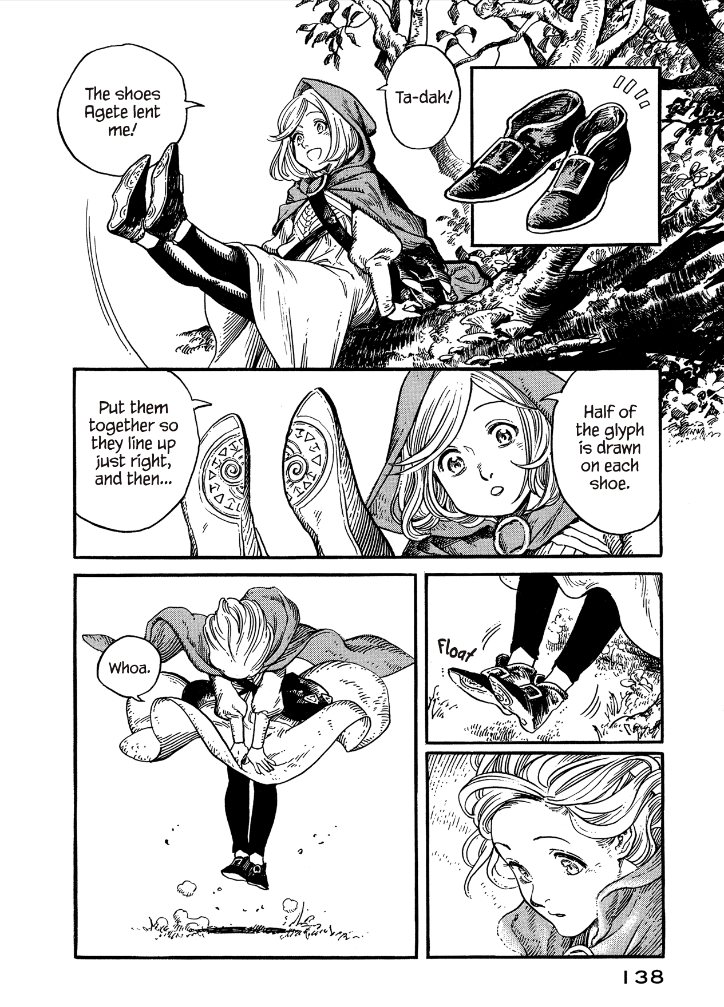 The shoes
Agete lent
me!
Ta-dah!
Half of
the glyph
is drawn
on each
shoe.
Put them
together so
they line up
just right,
and then...
Float
Whoa.
138